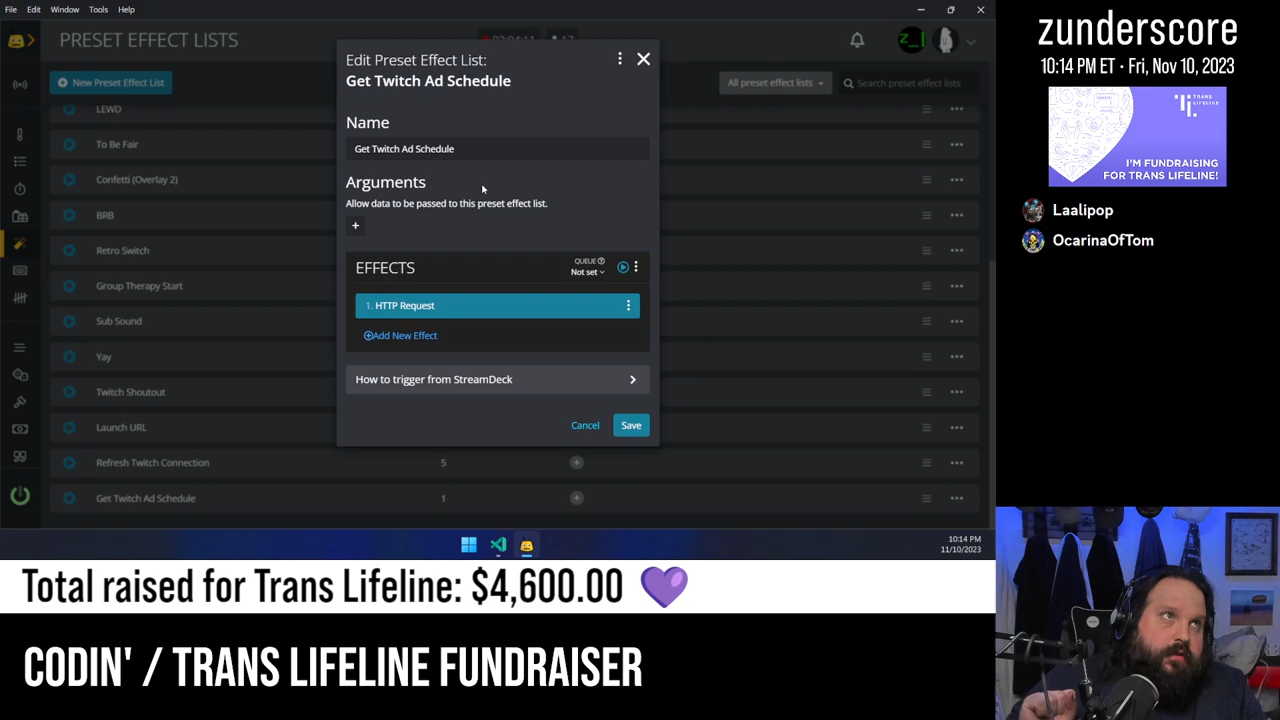 File Edit Window Tools Help
PRESET EFFECT LISTS
New Preset Effect List
All preset effect lists
Search preset effect lists
LEWD
To Be Fair
Confetti (Overlay 2)
BRB
Retro Switch
Group Therapy Start
Sub Sound
Yay
Twitch Shoutout
Launch URL
Refresh Twitch Connection 5
Get Twitch Ad Schedule 1
Edit Preset Effect List:
Get Twitch Ad Schedule
Name
Get Twitch Ad Schedule
Arguments
Allow data to be passed to this preset effect list.
EFFECTS
QUEUE
Not set
1. HTTP Request
Add New Effect
How to trigger from StreamDeck
Cancel Save
10:14 PM
11/10/2023
zunderscore
10:14 PM ET • Fri, Nov 10, 2023
TRANS
LIFELINE
I'M FUNDRAISING
FOR TRANS LIFELINE!
Laalipop
OcarinaOfTom
Total raised for Trans Lifeline: $4,600.00 💜
CODIN' / TRANS LIFELINE FUNDRAISER